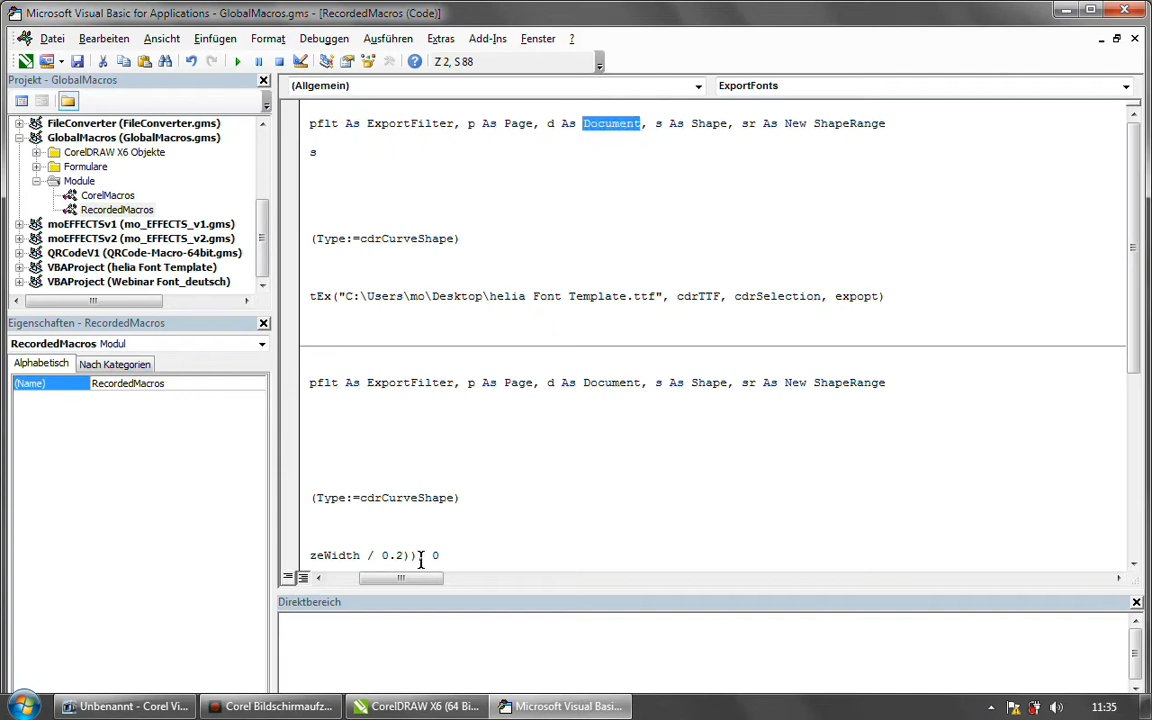 Microsoft Visual Basic for Applications - GlobalMacros.gms - [RecordedMacros (Code)]
Datei Bearbeiten Ansicht Einfügen Format Debuggen Ausführen Extras Add-Ins Fenster ?
Z 2, S 88
Projekt - GlobalMacros
(Allgemein)
ExportFonts
FileConverter (FileConverter.gms)
GlobalMacros (GlobalMacros.gms)
CorelDRAW X6 Objekte
Formulare
Module
CorelMacros
RecordedMacros
moEFFECTSv1 (mo_EFFECTS_v1.gms)
moEFFECTSv2 (mo_EFFECTS_v2.gms)
QRCodeV1 (QRCode-Macro-64bit.gms)
VBAProject (helia Font Template)
VBAProject (Webinar Font_deutsch)
Eigenschaften - RecordedMacros
RecordedMacros Modul
Alphabetisch Nach Kategorien
(Name) RecordedMacros
pflt As ExportFilter, p As Page, d As Document, s As Shape, sr As New ShapeRange
s
(Type:=cdrCurveShape)
tEx("C:\Users\mo\Desktop\helia Font Template.ttf", cdrTTF, cdrSelection, expopt)
pflt As ExportFilter, p As Page, d As Document, s As Shape, sr As New ShapeRange
(Type:=cdrCurveShape)
zeWidth / 0.2)) 0
Direktbereich
Unbenannt - Corel Vi...
Corel Bildschirmaufz...
CorelDRAW X6 (64 Bi...
Microsoft Visual Basi...
11:35